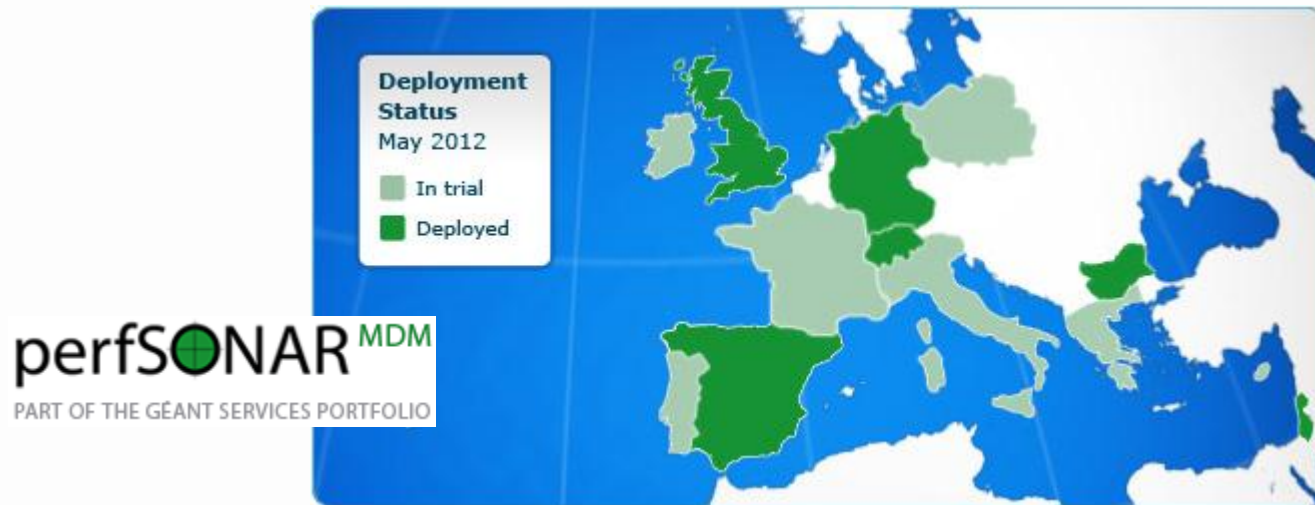 Deployment
Status
May 2012
In trial
Deployed
perfSONAR MDM
PART OF THE GÉANT SERVICES PORTFOLIO